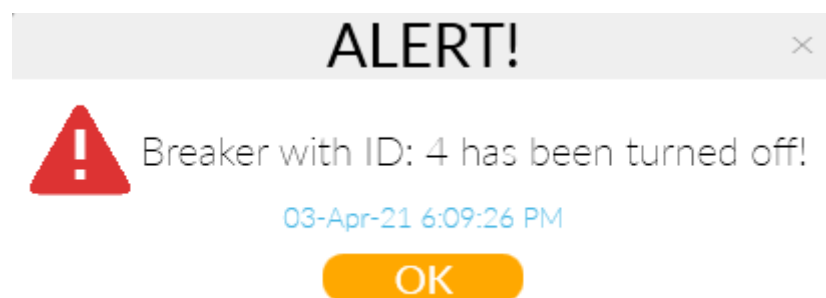 ALERT!
Breaker with ID: 4 has been turned off!
03-Apr-21 6:09:26 PM
OK